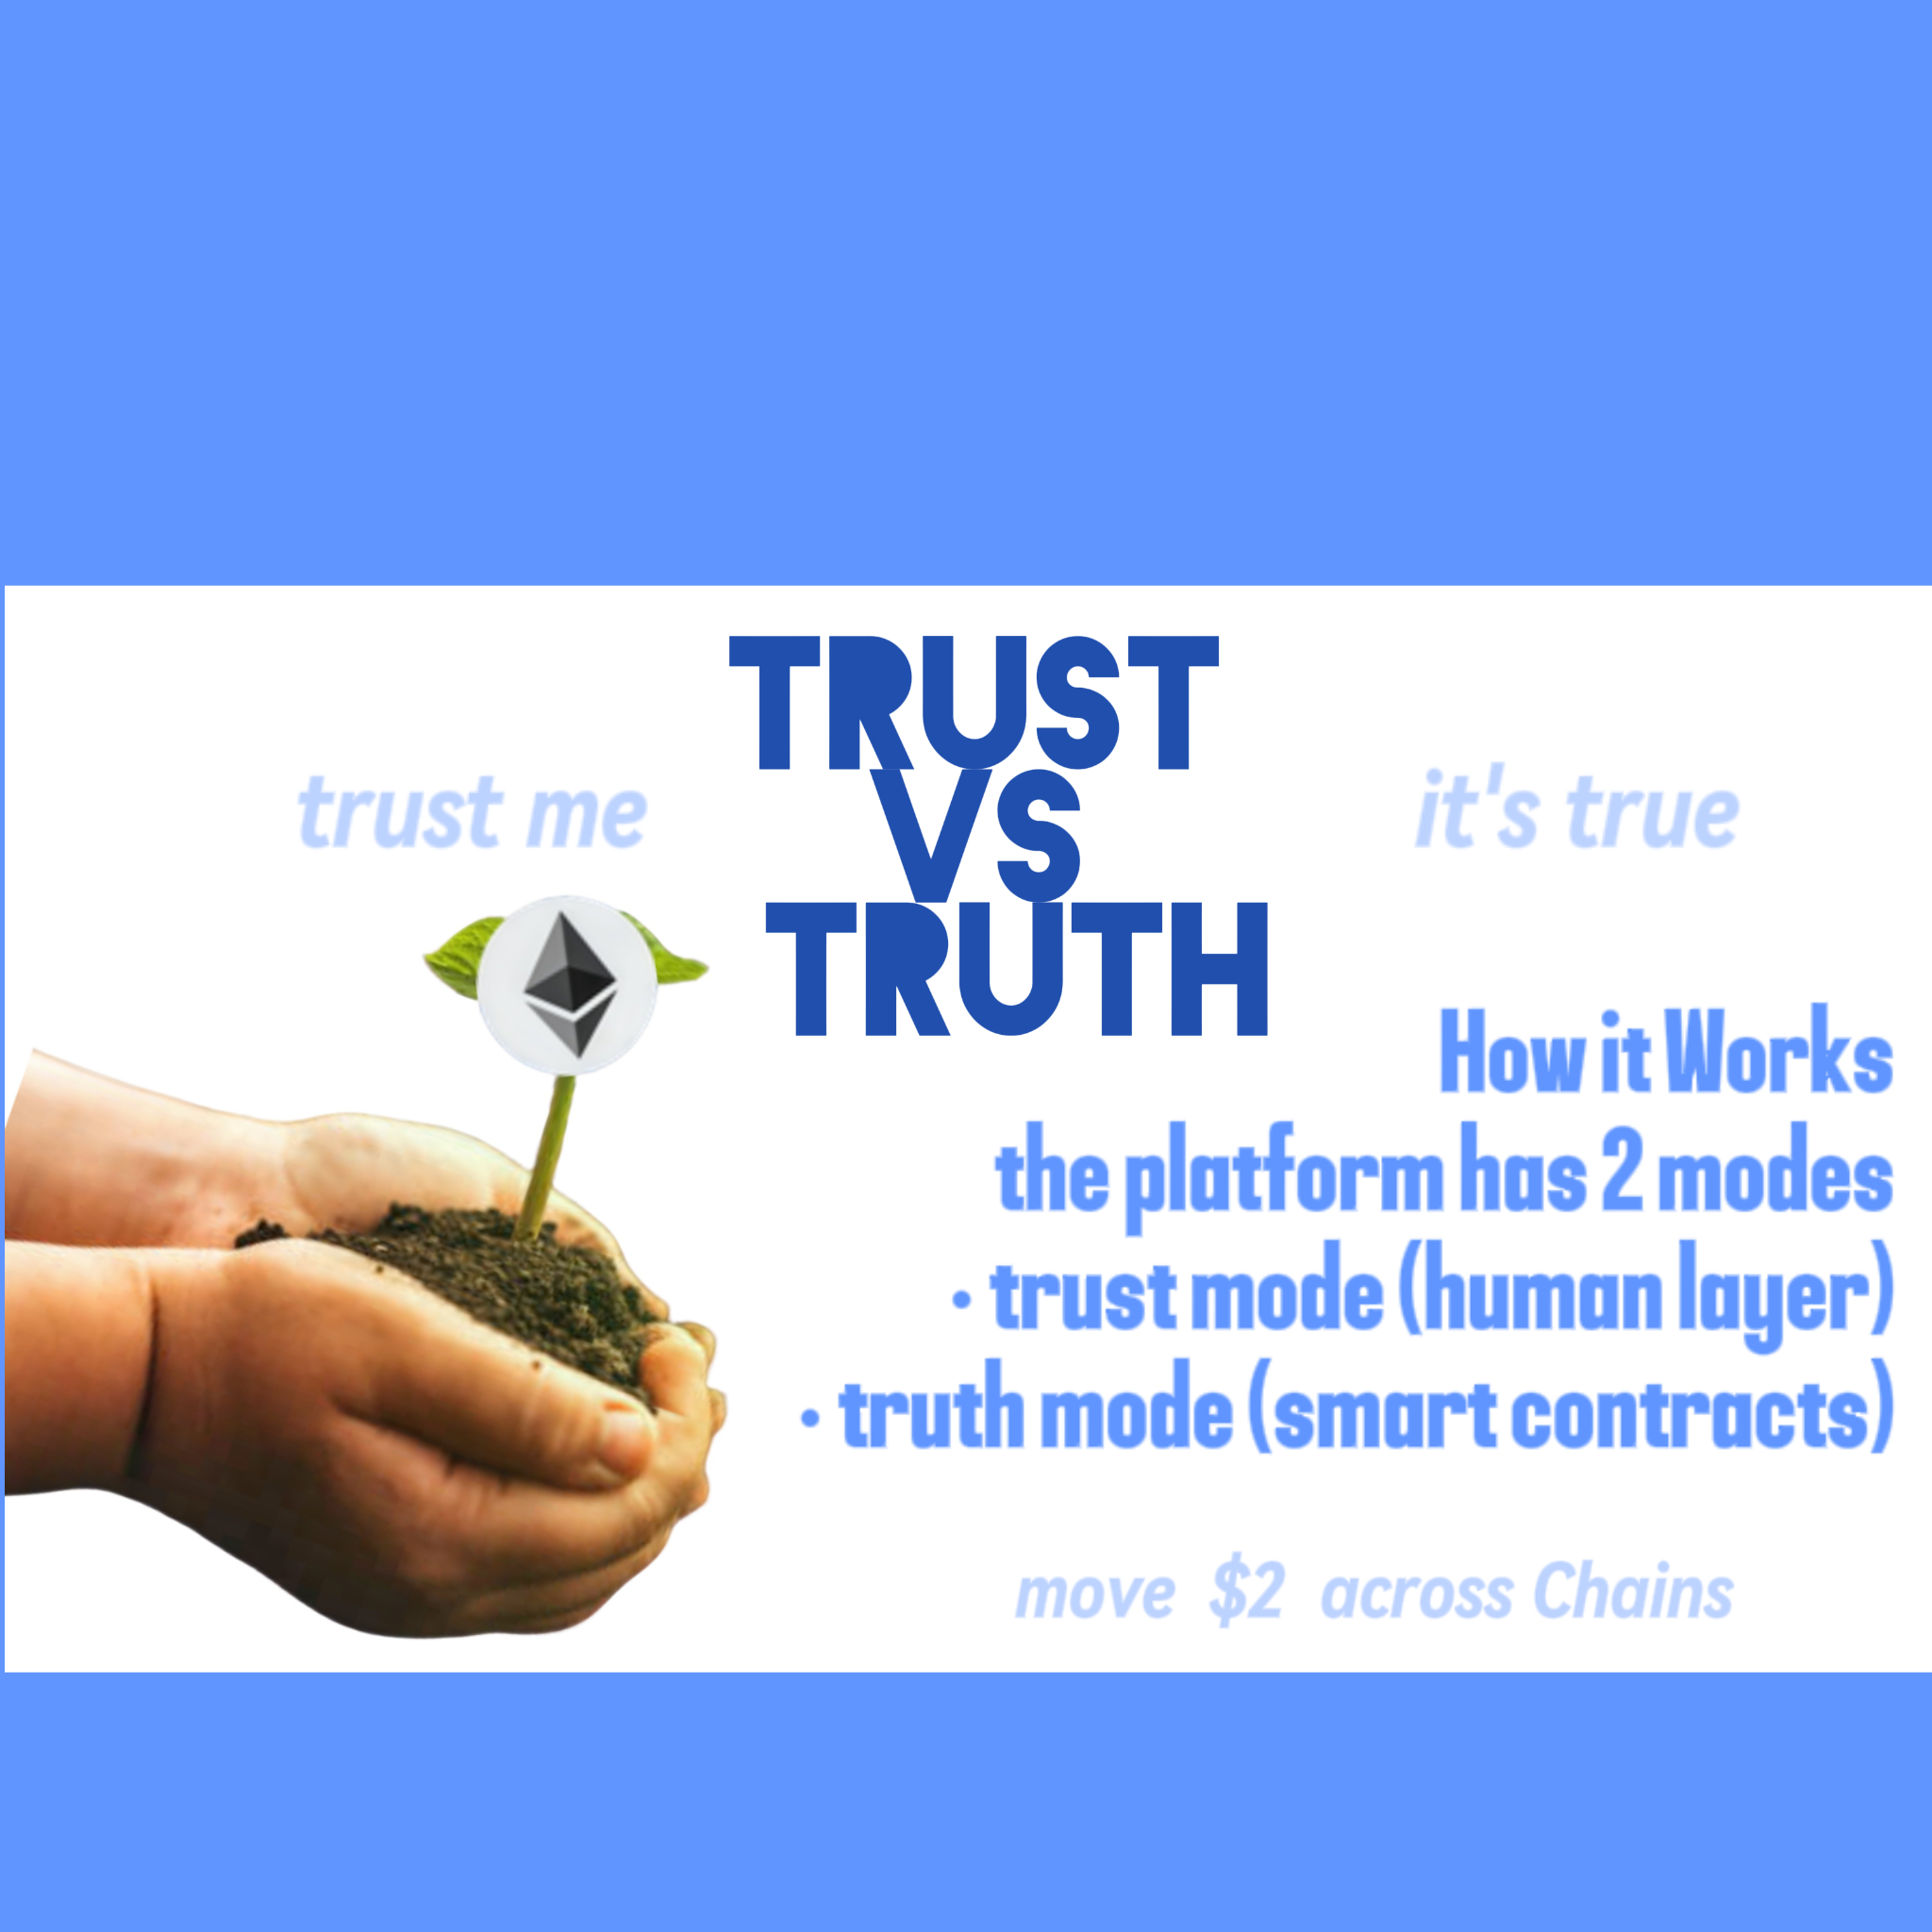 TRUST
VS
TRUTH
trust me
it's true
How it Works
the platform has 2 modes
• trust mode (human layer)
• truth mode (smart contracts)
move $2 across Chains